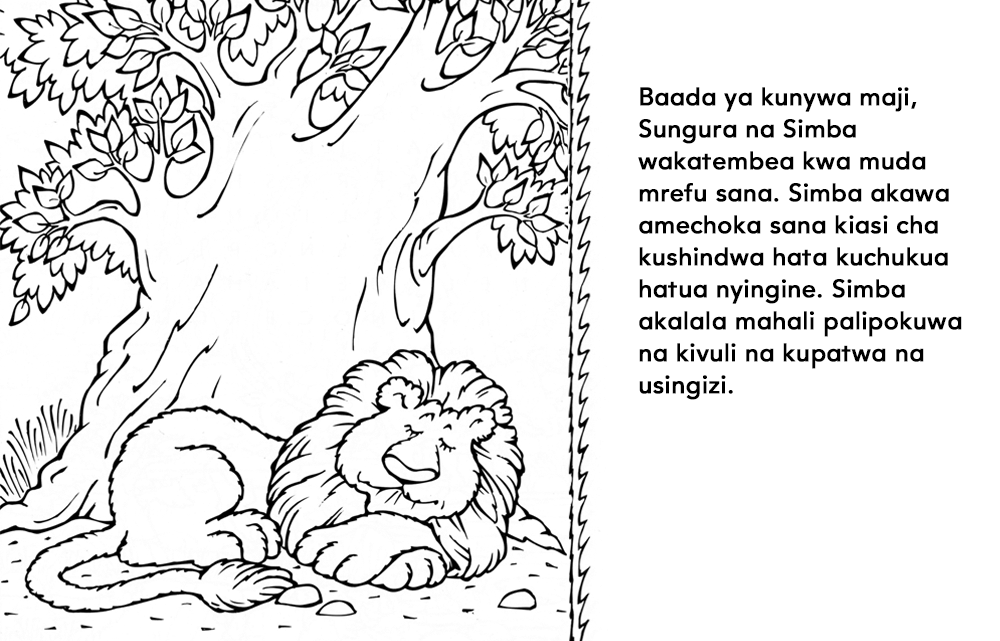 Baada ya kunywa maji,
Sungura na Simba
wakatembea kwa muda
mrefu sana. Simba akawa
amechoka sana kiasi cha
kushindwa hata kuchukua
hatua nyingine. Simba
akalala mahali palipokuwa
na kivuli na kupatwa na
usingizi.